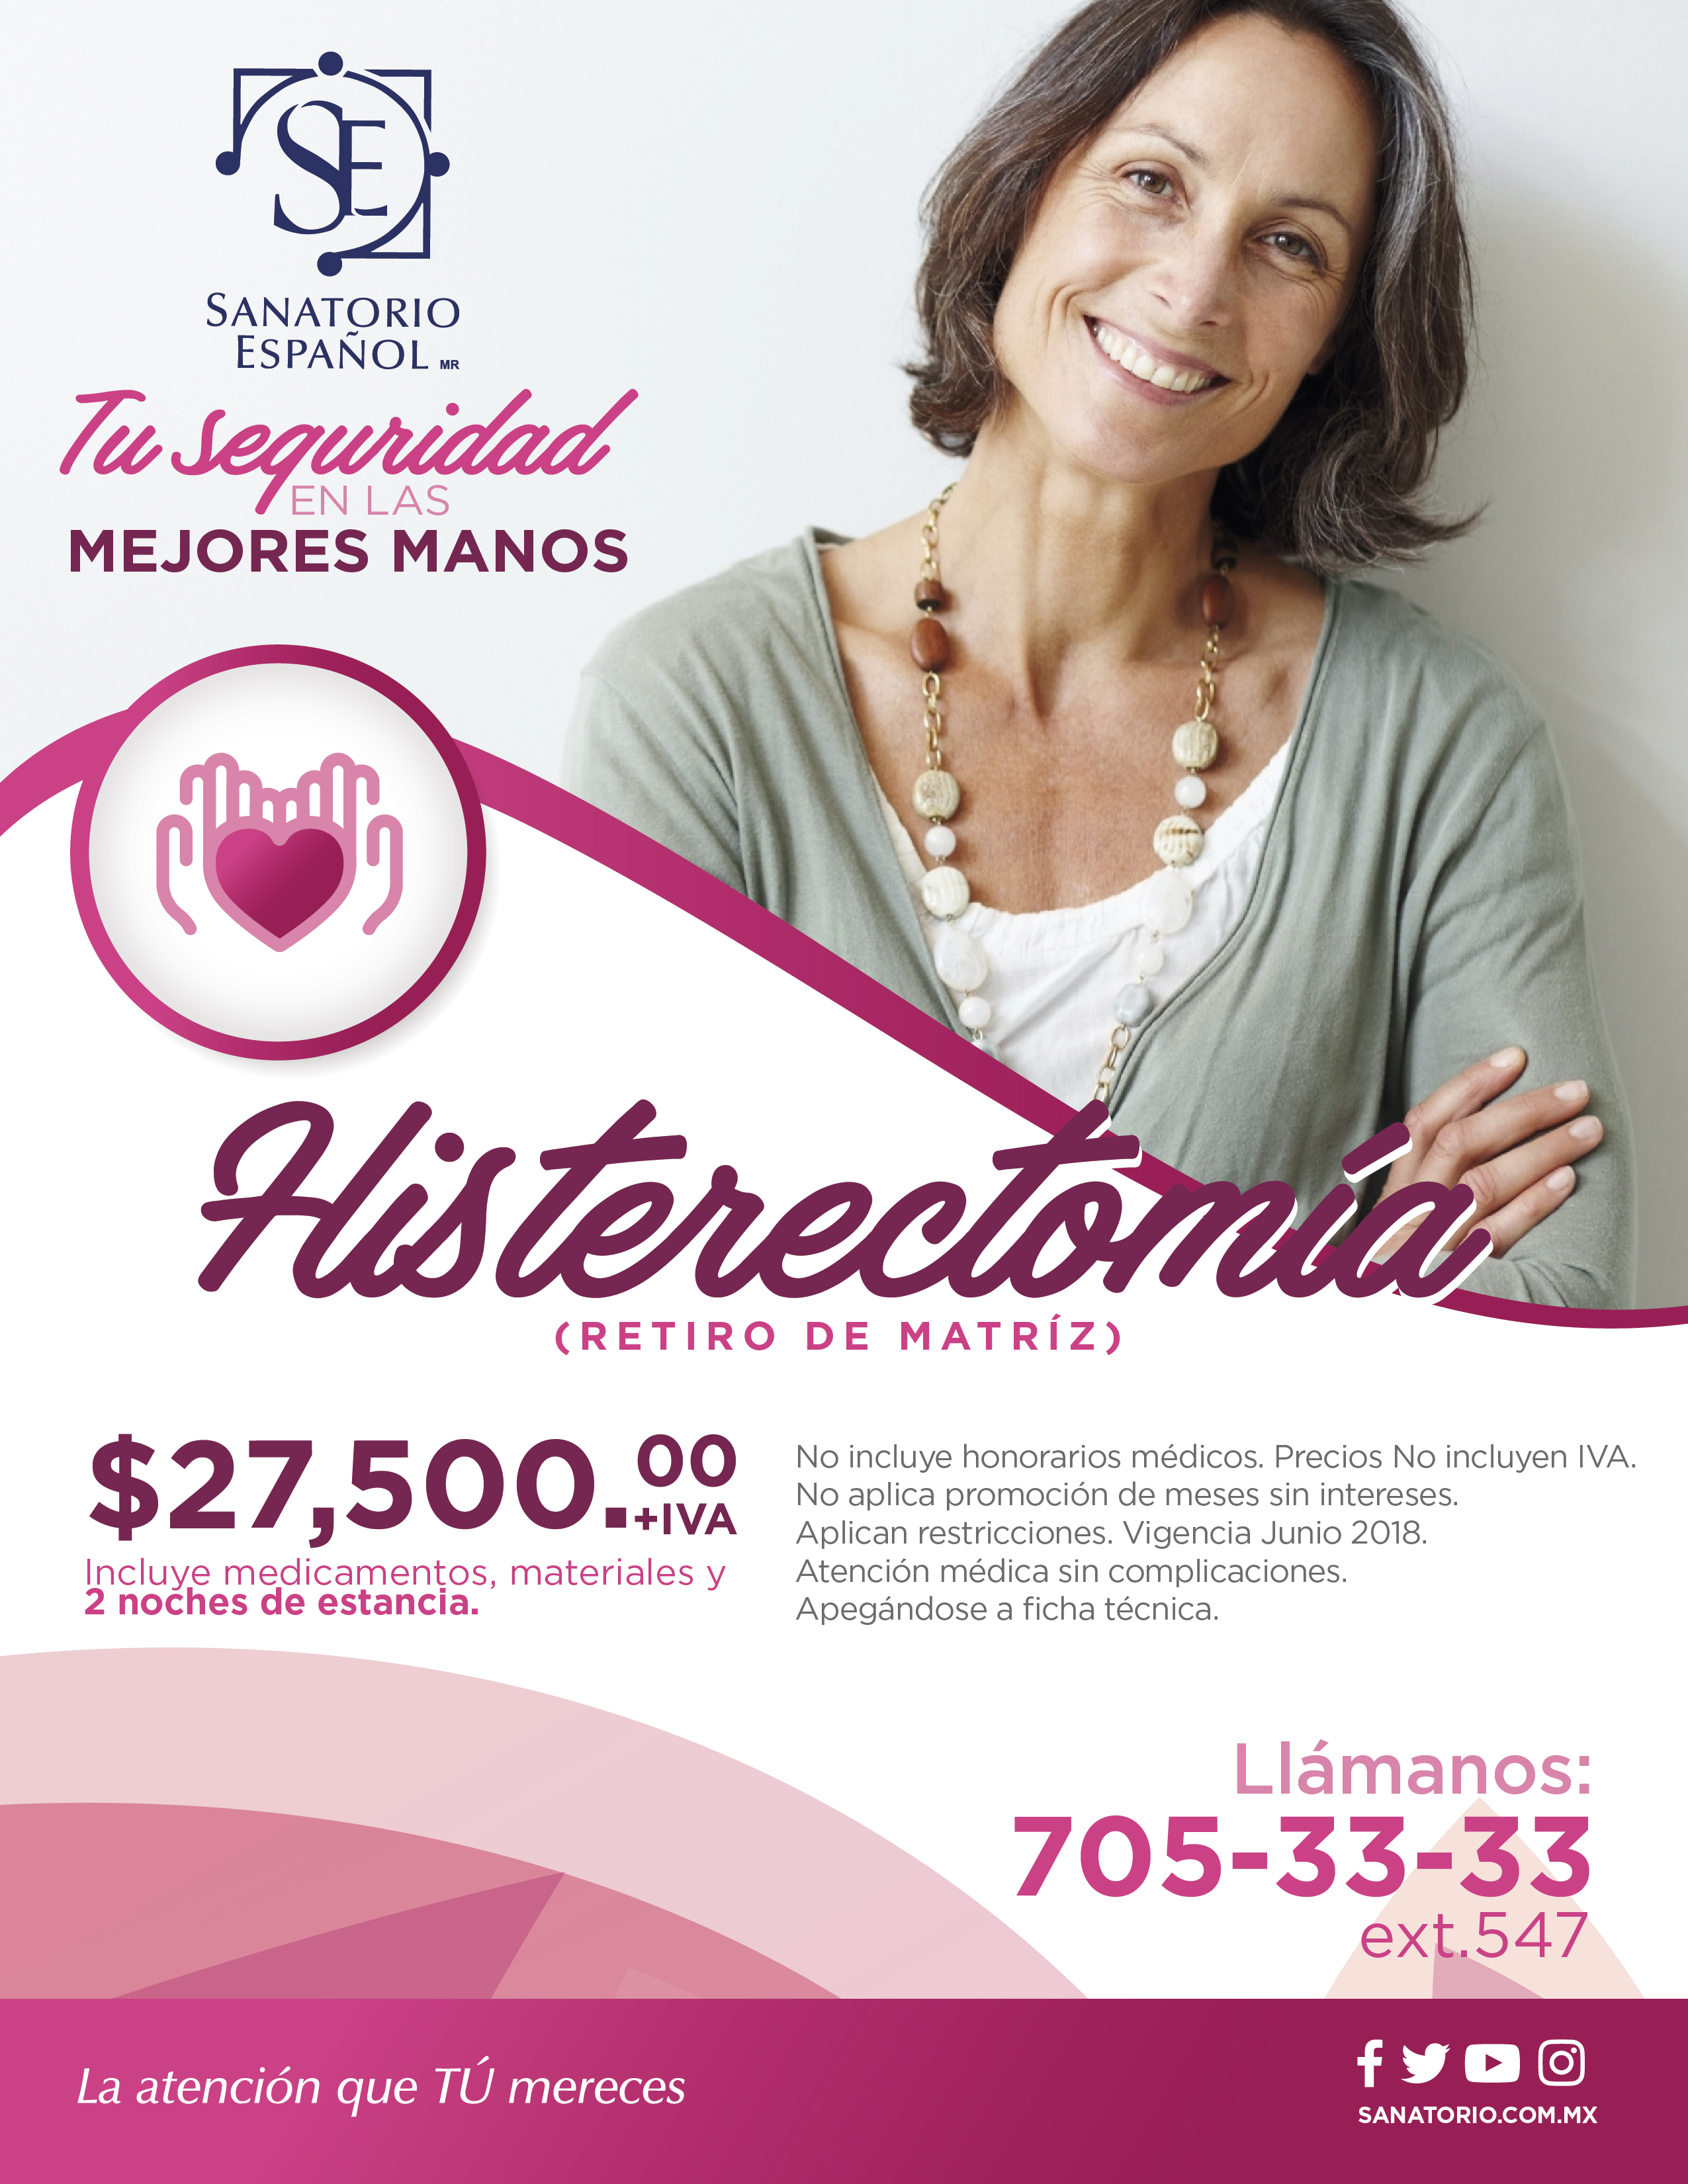 SE
SANATORIO
ESPAÑOL MR
Tu seguridad
EN LAS
MEJORES MANOS
Histerectomía
(RETIRO DE MATRÍZ)
$27,500.00
+IVA
Incluye medicamentos, materiales y
2 noches de estancia.
No incluye honorarios médicos. Precios No incluyen IVA.
No aplica promoción de meses sin intereses.
Aplican restricciones. Vigencia Junio 2018.
Atención médica sin complicaciones.
Apegándose a ficha técnica.
Llámanos:
705-33-33
ext.547
La atención que TÚ mereces
SANATORIO.COM.MX